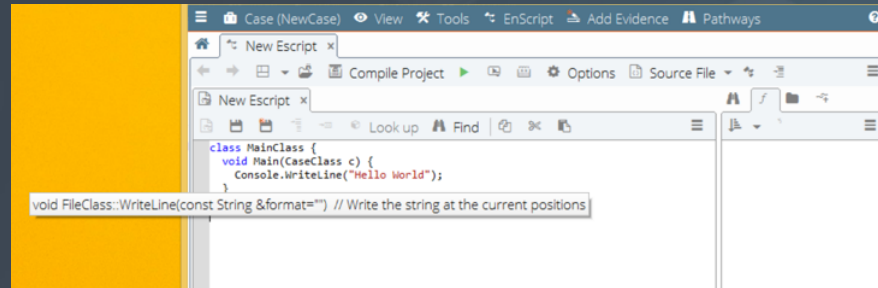 Case (NewCase) View Tools EnScript Add Evidence Pathways
New Escript ×
Compile Project Options Source File
New Escript ×
Look up Find
class MainClass {
void Main(CaseClass c) {
Console.WriteLine("Hello World");
}
void FileClass::WriteLine(const String &format="") // Write the string at the current positions